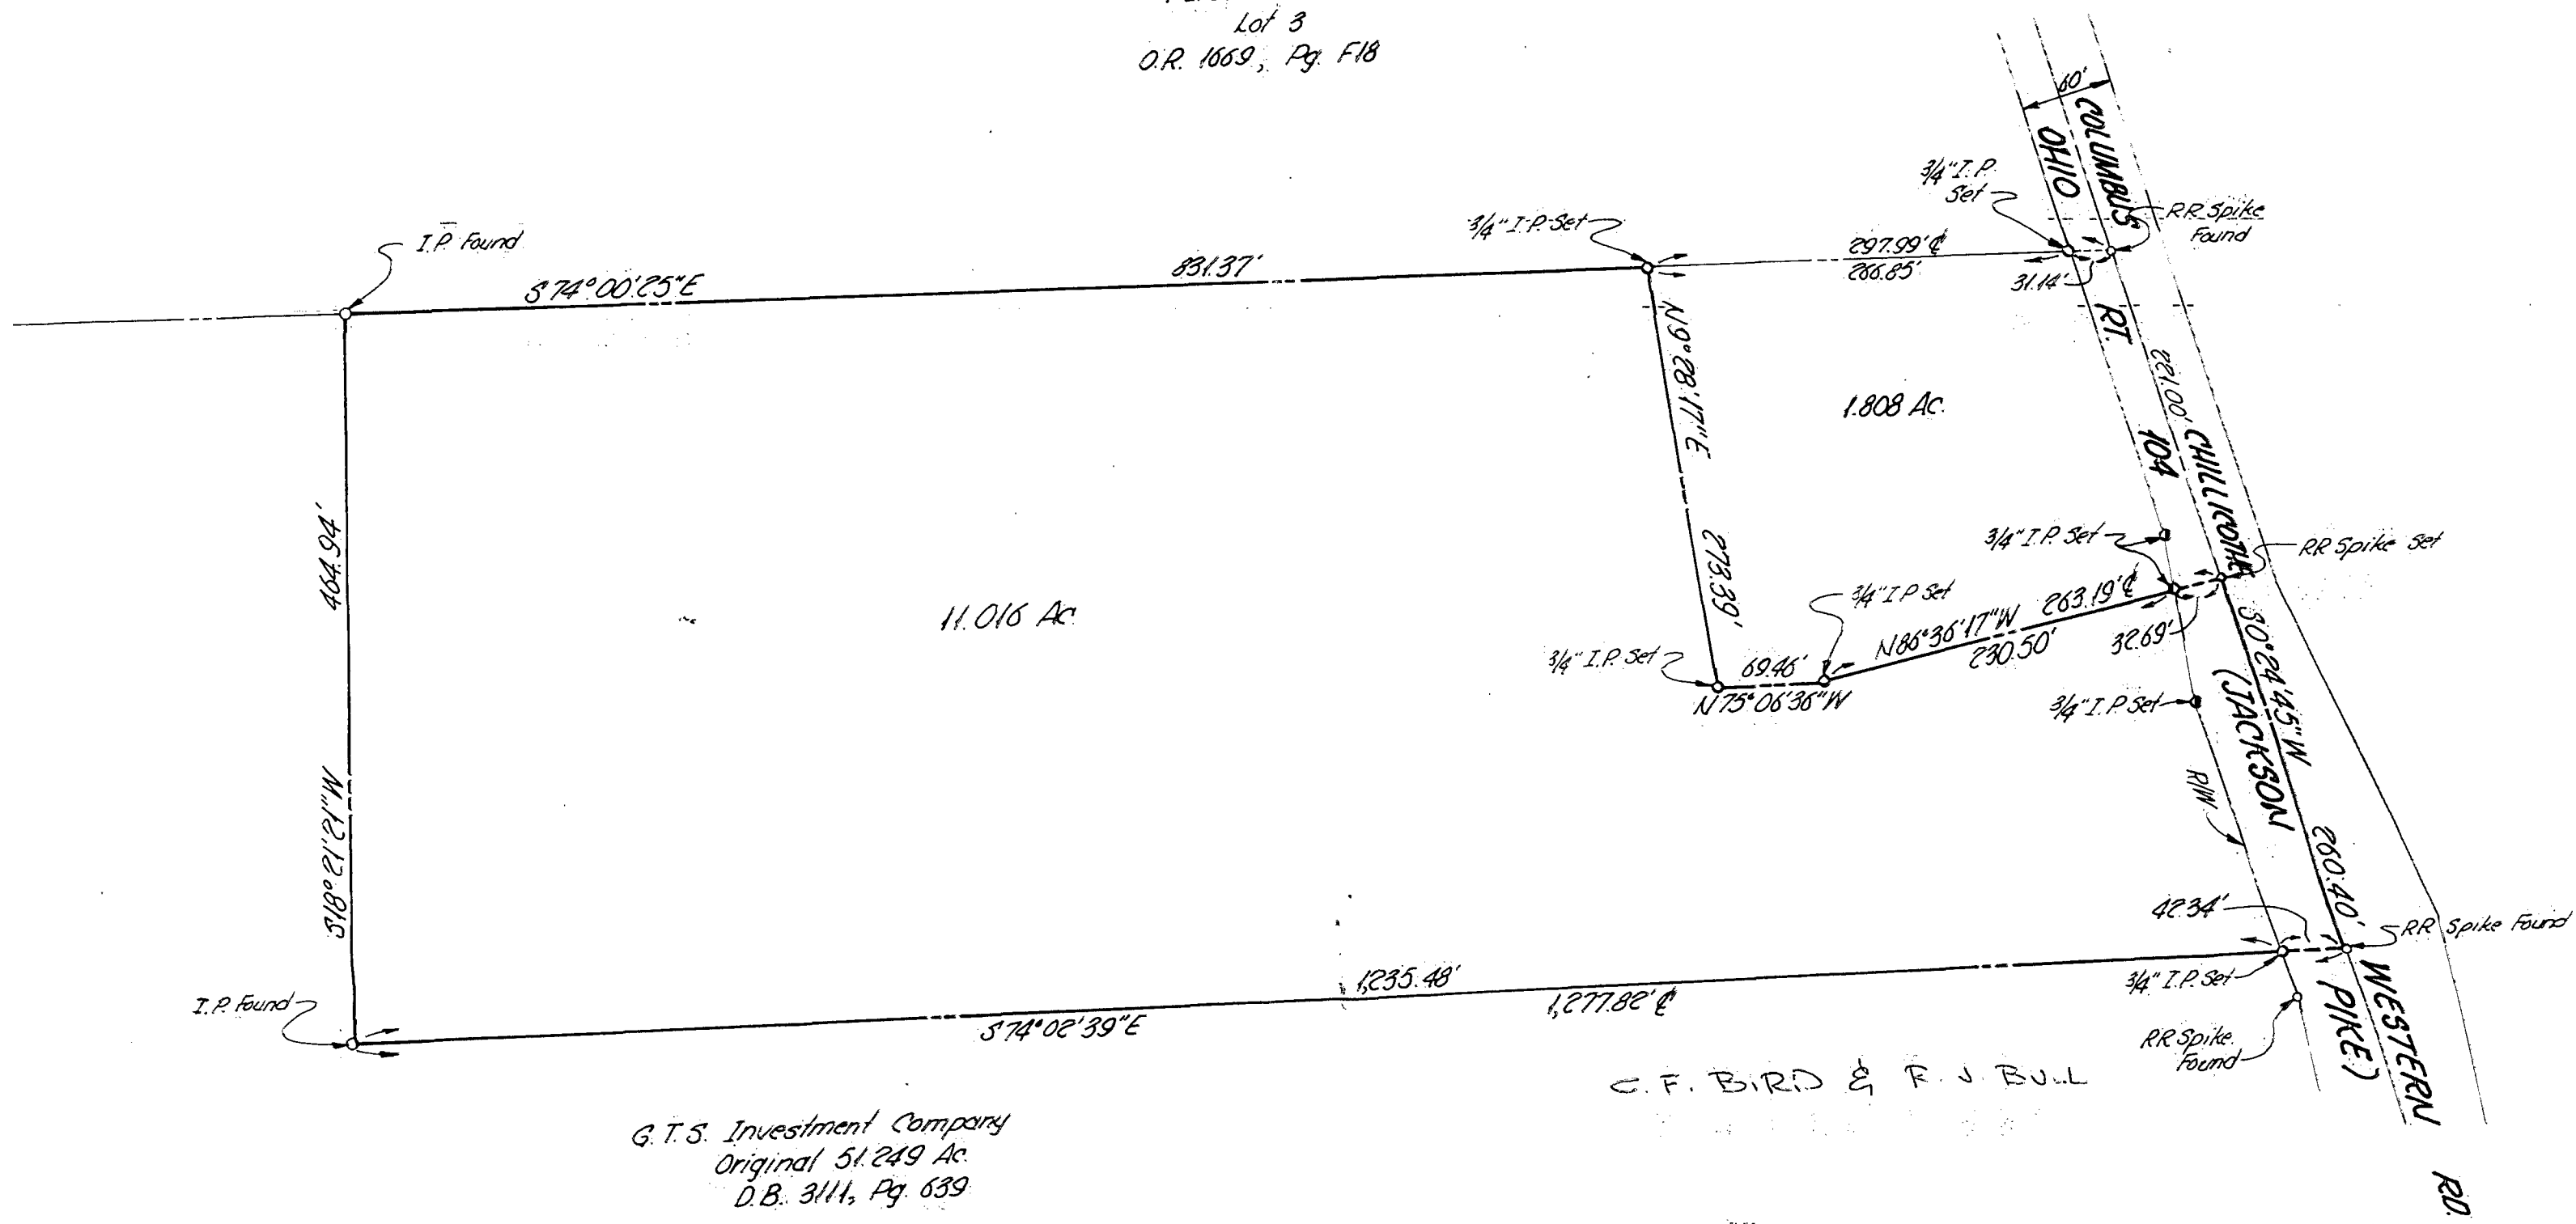 Lot 3
O.R. 1669, Pg. F18
60'
COLUMBUS
OHIO
3/4" I.P.
Set
RR Spike
Found
I.P. Found
3/4" I.P. Set
297.99' ℄
266.85'
31.14'
S 74° 00' 25" E
831.37'
RT.
N 9° 28' 17" E
221.00'
1.808 Ac.
104
CHILLICOTHE
464.94'
3/4" I.P. Set
RR Spike Set
273.39'
3/4" I.P. Set
263.19' ℄
N 86° 36' 17" W
230.50'
32.69'
11.016 Ac.
3/4" I.P. Set
69.46'
N 75° 06' 36" W
S 0° 24' 45" W
(JACKSON
3/4" I.P. Set
R/W
S 18° 21' 21" W
260.40'
42.34'
RR Spike Found
I.P. Found
1,235.48'
3/4" I.P. Set
WESTERN
PIKE)
S 74° 02' 39" E
1,277.82' ℄
RR Spike
Found
C. F. BIRD & R. J. BULL
G. T. S. Investment Company
Original 51.249 Ac.
D.B. 3111, Pg. 639
RD.